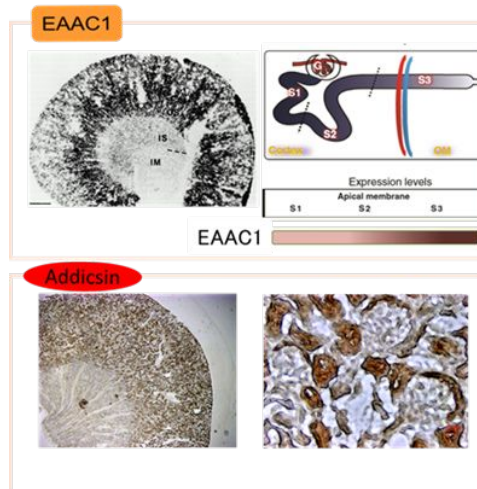 EAAC1
IS
IM
G
S1
S2
S3
Cortex
OM
Expression levels
Apical membrane
S1 S2 S3
EAAC1
Addicsin